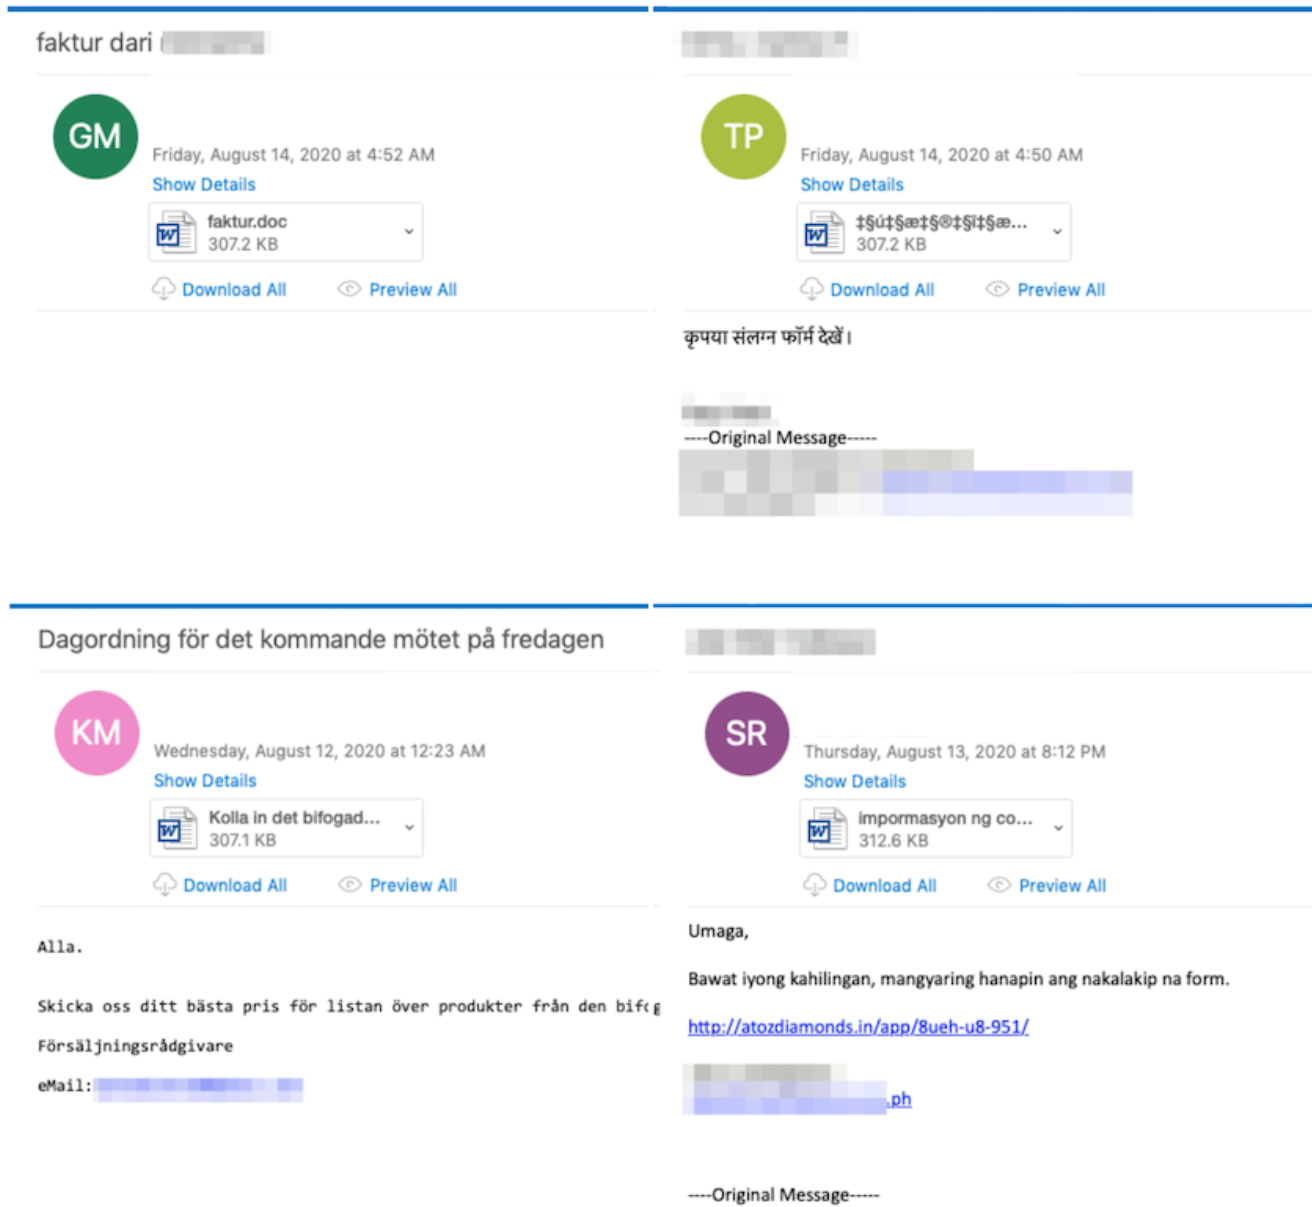 faktur dari
GM
Friday, August 14, 2020 at 4:52 AM
Show Details
faktur.doc
307.2 KB
Download All Preview All
TP
Friday, August 14, 2020 at 4:50 AM
Show Details
‡§ú‡§æ‡§®‡§ï‡§æ...
307.2 KB
Download All Preview All
कृपया संलग्न फॉर्म देखें।
----Original Message-----
Dagordning för det kommande mötet på fredagen
KM
Wednesday, August 12, 2020 at 12:23 AM
Show Details
Kolla in det bifogad...
307.1 KB
Download All Preview All
Alla.
Skicka oss ditt bästa pris för listan över produkter från den bifog
Försäljningsrådgivare
eMail:
SR
Thursday, August 13, 2020 at 8:12 PM
Show Details
impormasyon ng co...
312.6 KB
Download All Preview All
Umaga,
Bawat iyong kahilingan, mangyaring hanapin ang nakalakip na form.
http://atozdiamonds.in/app/8ueh-u8-951/
.ph
----Original Message-----